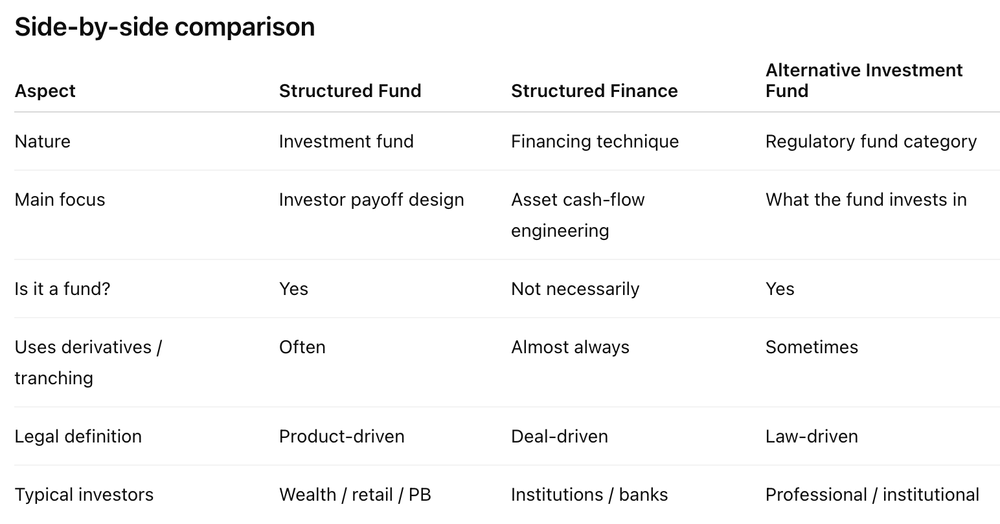 Side-by-side comparison
Aspect Structured Fund Structured Finance Alternative Investment Fund
Nature Investment fund Financing technique Regulatory fund category
Main focus Investor payoff design Asset cash-flow engineering What the fund invests in
Is it a fund? Yes Not necessarily Yes
Uses derivatives / tranching Often Almost always Sometimes
Legal definition Product-driven Deal-driven Law-driven
Typical investors Wealth / retail / PB Institutions / banks Professional / institutional